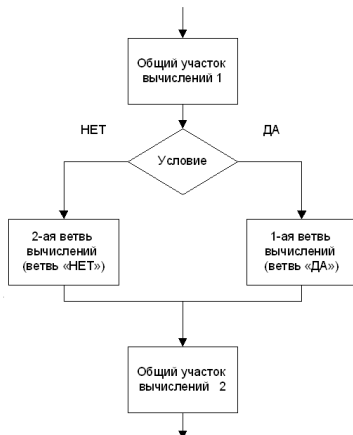 Общий участок
вычислений 1
НЕТ
ДА
Условие
2-ая ветвь
вычислений
(ветвь «НЕТ»)
1-ая ветвь
вычислений
(ветвь «ДА»)
Общий участок
вычислений 2